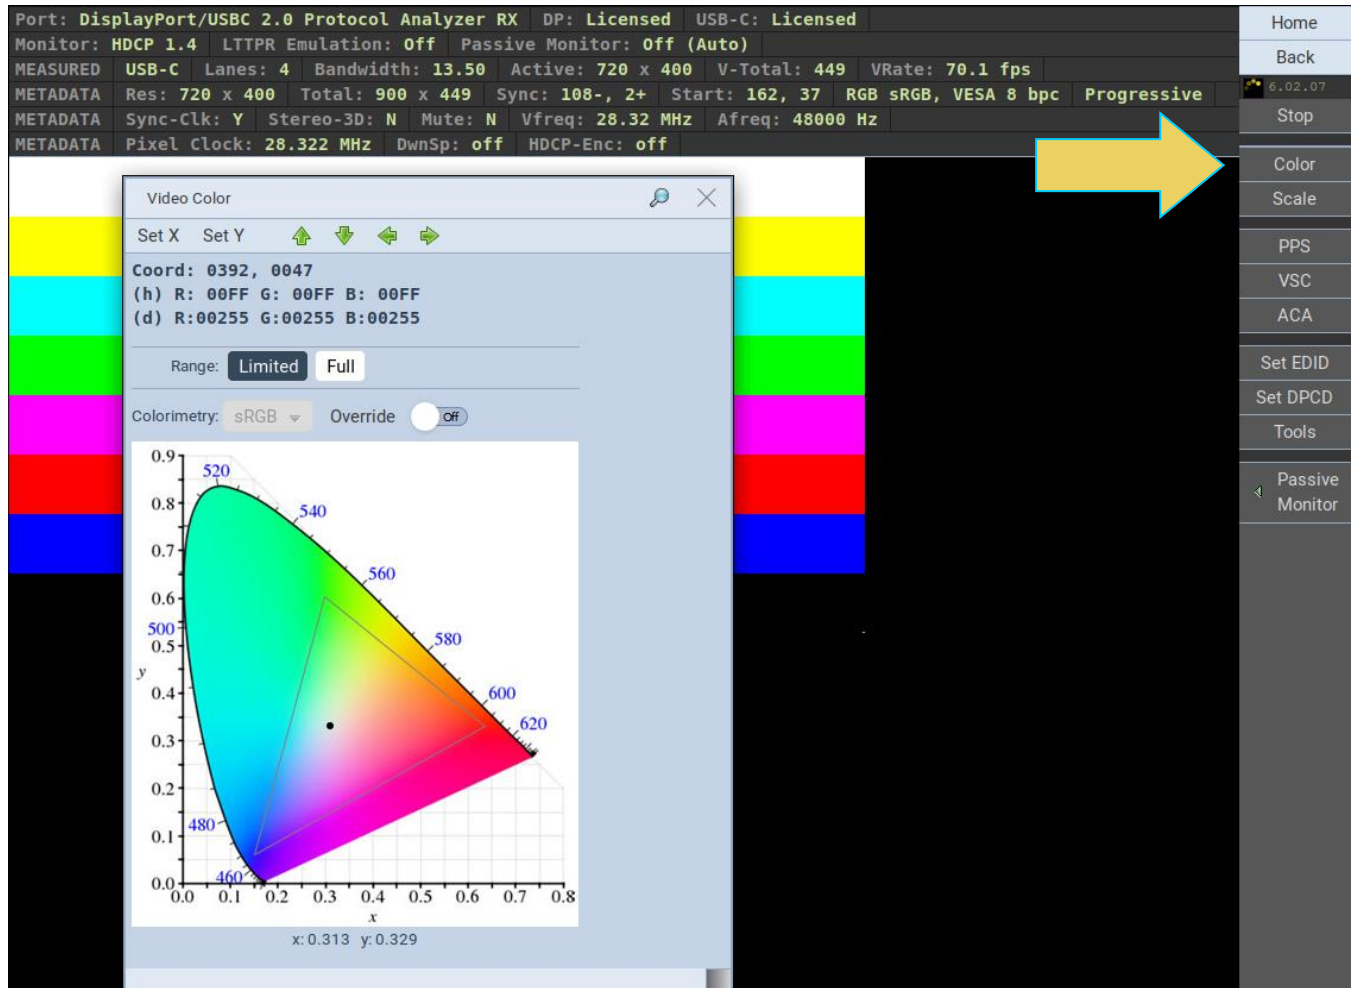 Port: DisplayPort/USBC 2.0 Protocol Analyzer RX DP: Licensed USB-C: Licensed
Monitor: HDCP 1.4 LTTPR Emulation: Off Passive Monitor: Off (Auto)
MEASURED USB-C Lanes: 4 Bandwidth: 13.50 Active: 720 x 400 V-Total: 449 VRate: 70.1 fps
METADATA Res: 720 x 400 Total: 900 x 449 Sync: 108-, 2+ Start: 162, 37 RGB sRGB, VESA 8 bpc Progressive
METADATA Sync-Clk: Y Stereo-3D: N Mute: N Vfreq: 28.32 MHz Afreq: 48000 Hz
METADATA Pixel Clock: 28.322 MHz DwnSp: off HDCP-Enc: off
Home
Back
6.02.07
Stop
Color
Scale
PPS
VSC
ACA
Set EDID
Set DPCD
Tools
Passive
Monitor
Video Color
Set X Set Y
Coord: 0392, 0047
(h) R: 00FF G: 00FF B: 00FF
(d) R:00255 G:00255 B:00255
Range: Limited Full
Colorimetry: sRGB Override Off
0.9
520
0.8
540
0.7
560
0.6
500
580
0.5
y
0.4
600
620
0.3
0.2
480
0.1
460
0.0
0.0 0.1 0.2 0.3 0.4 0.5 0.6 0.7 0.8
x
x: 0.313 y: 0.329